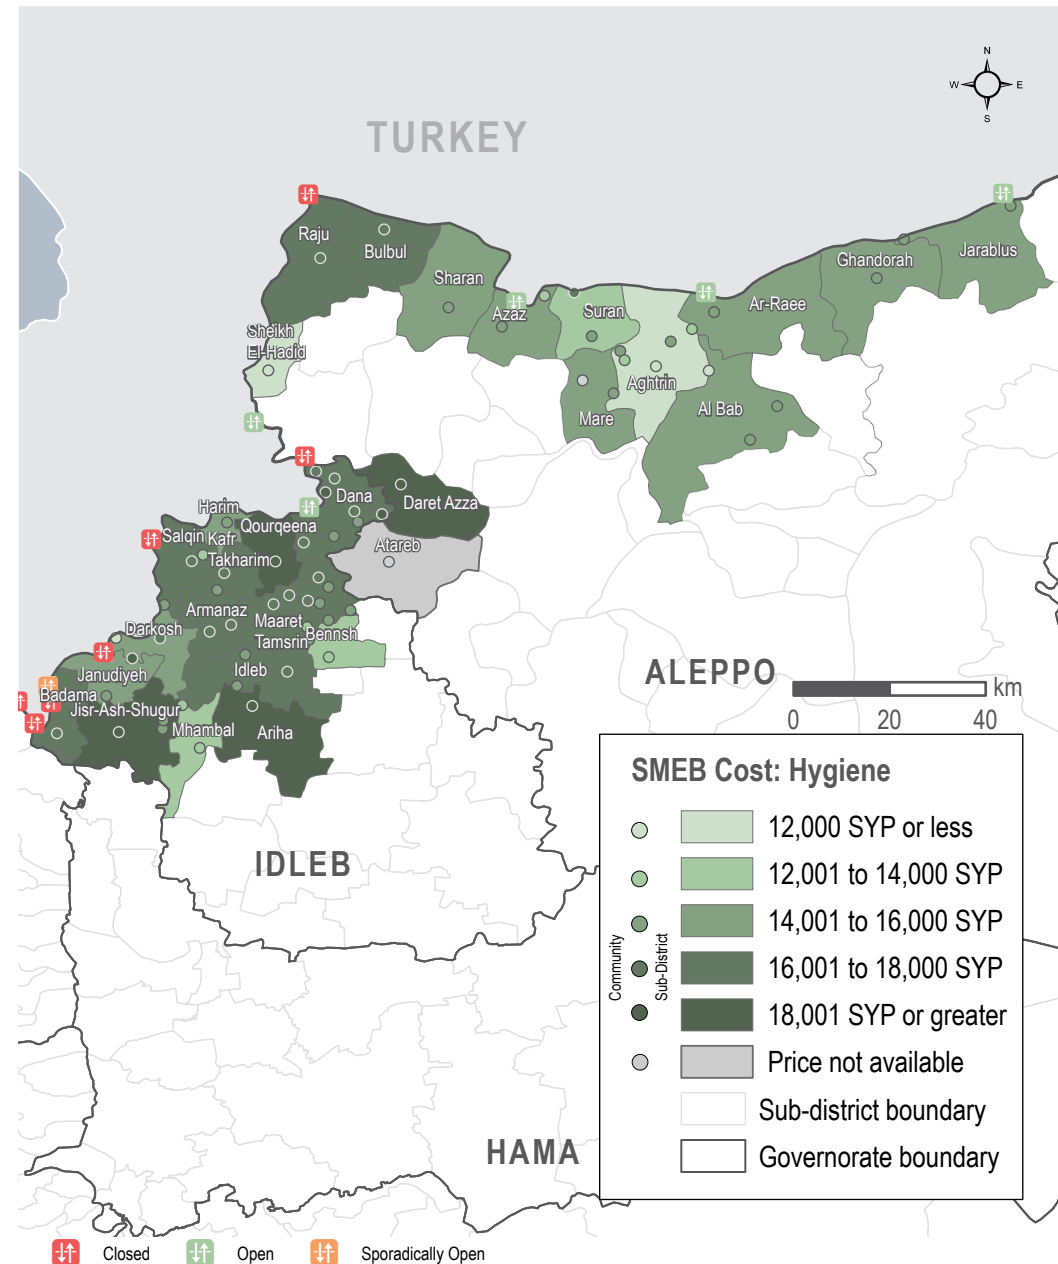 N
W E
S
TURKEY
Raju
Bulbul
Sharan
Azaz
Suran
Ar-Raee
Ghandorah
Jarablus
Sheikh
El-Hadid
Aghtrin
Mare
Al Bab
Dana
Daret Azza
Harim
Qourqeena
Salqin
Kafr
Takharim
Atareb
Armanaz
Maaret
Tamsrin
Bennsh
Darkosh
Janudiyeh
Idleb
Badama
Jisr-Ash-Shugur
Mhambal
Ariha
ALEPPO
km
0 20 40
IDLEB
HAMA
SMEB Cost: Hygiene
Community
Sub-District
12,000 SYP or less
12,001 to 14,000 SYP
14,001 to 16,000 SYP
16,001 to 18,000 SYP
18,001 SYP or greater
Price not available
Sub-district boundary
Governorate boundary
Closed Open Sporadically Open